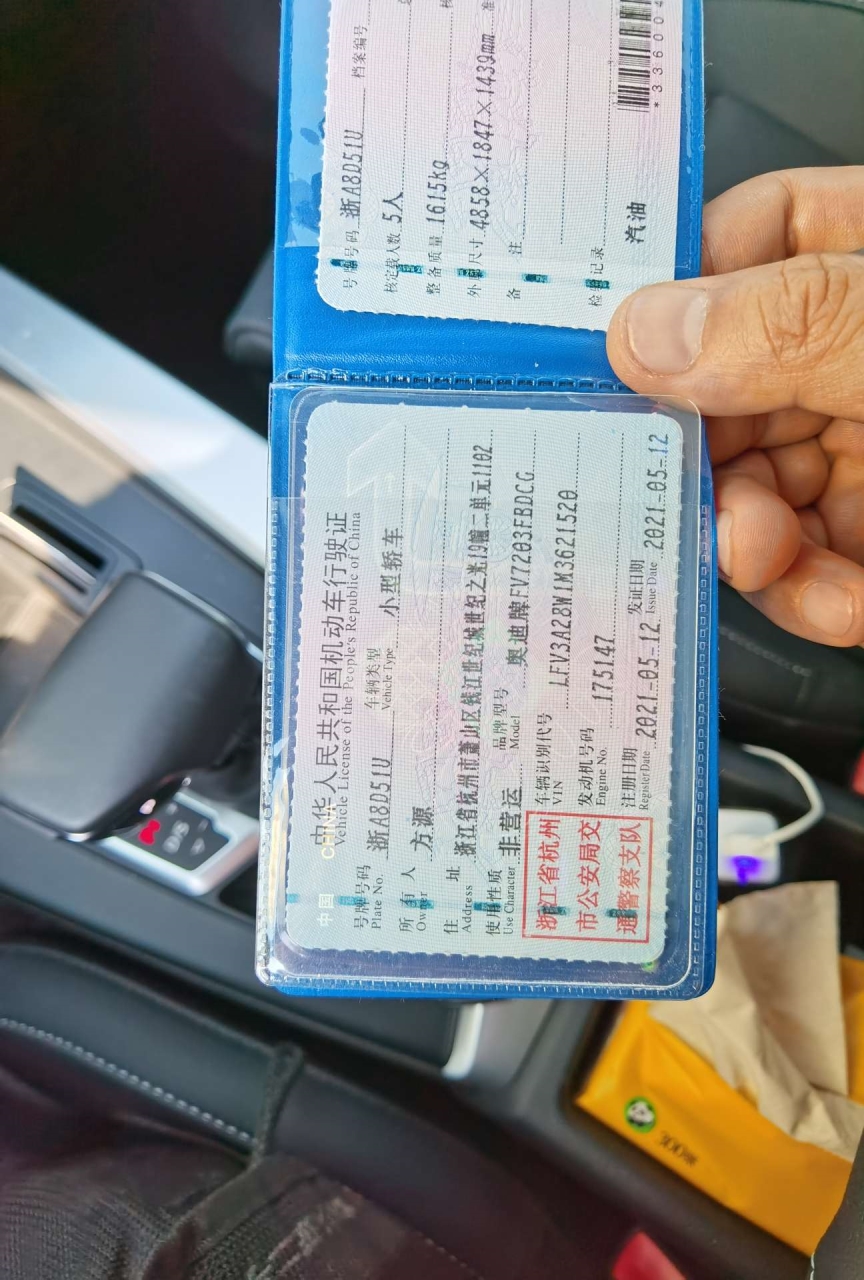 中国 CHINA
中华人民共和国机动车行驶证
Vehicle License of the People's Republic of China
号牌号码 浙A8D51U 车辆类型 小型轿车
Plate No. Vehicle Type
所有人 方源
Owner
住址 浙江省杭州市萧山区钱江世纪城世纪之光19幢二单元1102
Address
使用性质 非营运 品牌型号 奥迪牌FV7203FBDCG
Use Character Model
浙江省杭州
市公安局交
通警察支队
车辆识别代号 LFV3A28W1M3621520
VIN
发动机号码 175147
Engine No.
注册日期 2021-05-12 发证日期 2021-05-12
Register Date Issue Date
号牌号码 浙A8D51U 档案编号
核定载人数 5人
整备质量 1615kg
外廓尺寸 4858×1847×1439mm
备注
检验记录
汽油
*336004